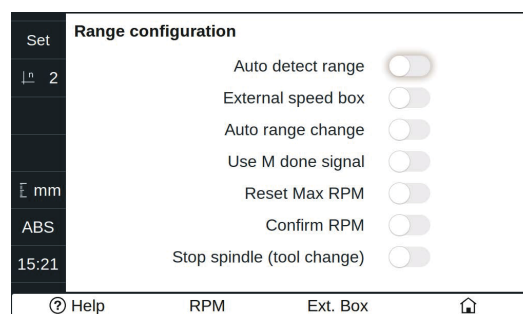 Set
Range configuration
Auto detect range
n 2
External speed box
Auto range change
Use M done signal
mm
Reset Max RPM
ABS
Confirm RPM
15:21
Stop spindle (tool change)
? Help RPM Ext. Box